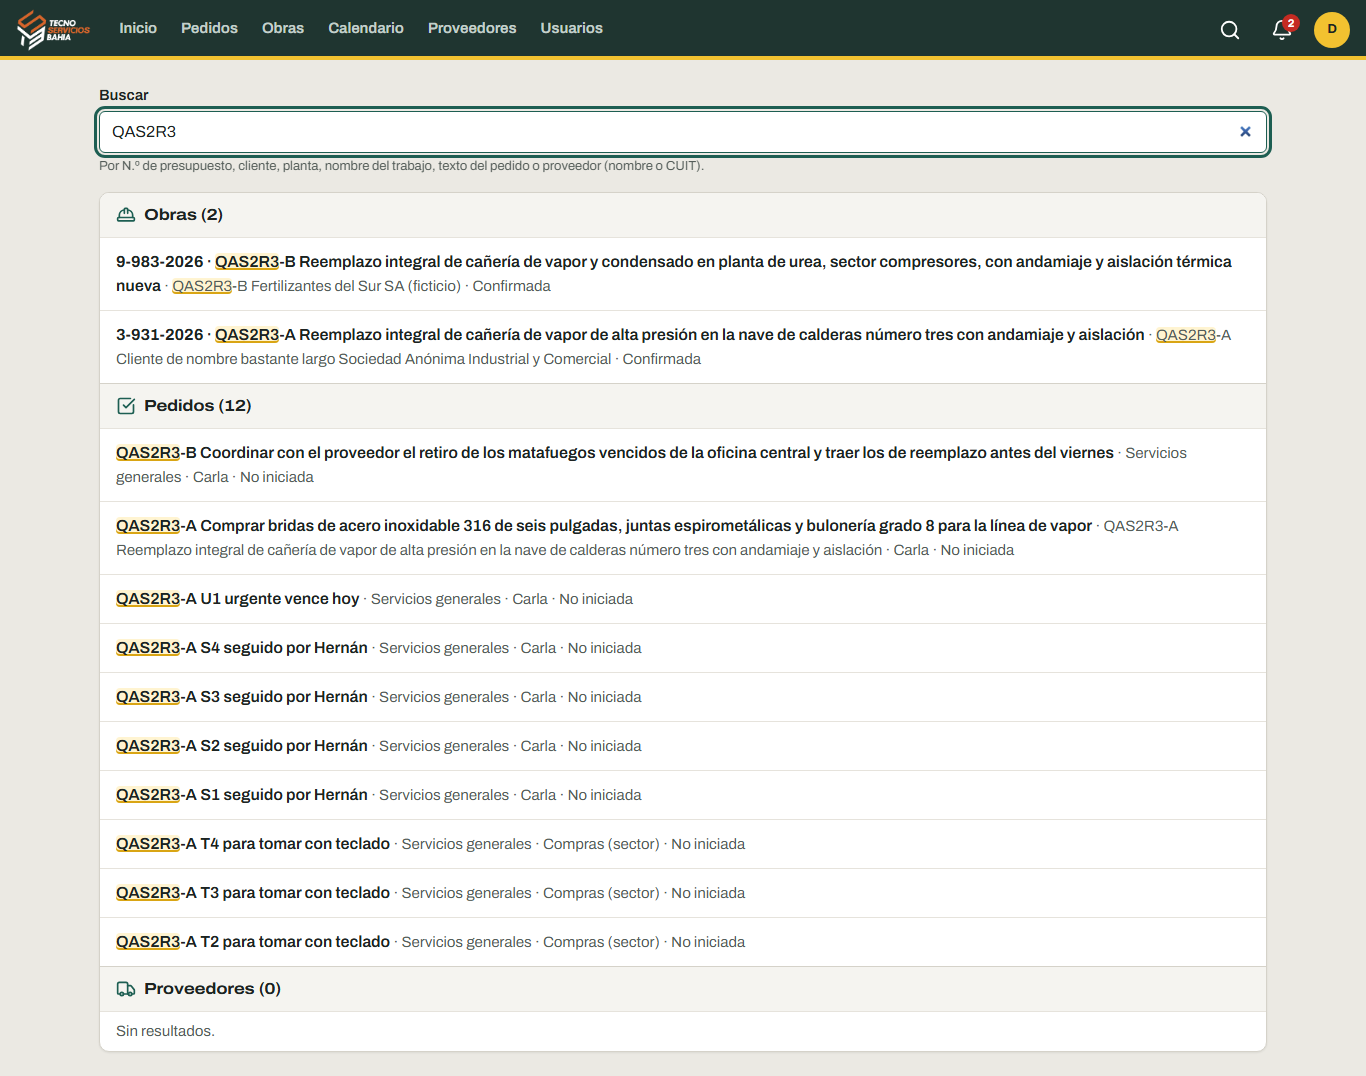 TECNO
SERVICIOS
BAHIA
Inicio
Pedidos
Obras
Calendario
Proveedores
Usuarios
2
D
Buscar
QAS2R3
Por N.º de presupuesto, cliente, planta, nombre del trabajo, texto del pedido o proveedor (nombre o CUIT).
Obras (2)
9-983-2026 · QAS2R3-B Reemplazo integral de cañería de vapor y condensado en planta de urea, sector compresores, con andamiaje y aislación térmica
nueva · QAS2R3-B Fertilizantes del Sur SA (ficticio) · Confirmada
3-931-2026 · QAS2R3-A Reemplazo integral de cañería de vapor de alta presión en la nave de calderas número tres con andamiaje y aislación · QAS2R3-A
Cliente de nombre bastante largo Sociedad Anónima Industrial y Comercial · Confirmada
Pedidos (12)
QAS2R3-B Coordinar con el proveedor el retiro de los matafuegos vencidos de la oficina central y traer los de reemplazo antes del viernes · Servicios
generales · Carla · No iniciada
QAS2R3-A Comprar bridas de acero inoxidable 316 de seis pulgadas, juntas espirometálicas y bulonería grado 8 para la línea de vapor · QAS2R3-A
Reemplazo integral de cañería de vapor de alta presión en la nave de calderas número tres con andamiaje y aislación · Carla · No iniciada
QAS2R3-A U1 urgente vence hoy · Servicios generales · Carla · No iniciada
QAS2R3-A S4 seguido por Hernán · Servicios generales · Carla · No iniciada
QAS2R3-A S3 seguido por Hernán · Servicios generales · Carla · No iniciada
QAS2R3-A S2 seguido por Hernán · Servicios generales · Carla · No iniciada
QAS2R3-A S1 seguido por Hernán · Servicios generales · Carla · No iniciada
QAS2R3-A T4 para tomar con teclado · Servicios generales · Compras (sector) · No iniciada
QAS2R3-A T3 para tomar con teclado · Servicios generales · Compras (sector) · No iniciada
QAS2R3-A T2 para tomar con teclado · Servicios generales · Compras (sector) · No iniciada
Proveedores (0)
Sin resultados.